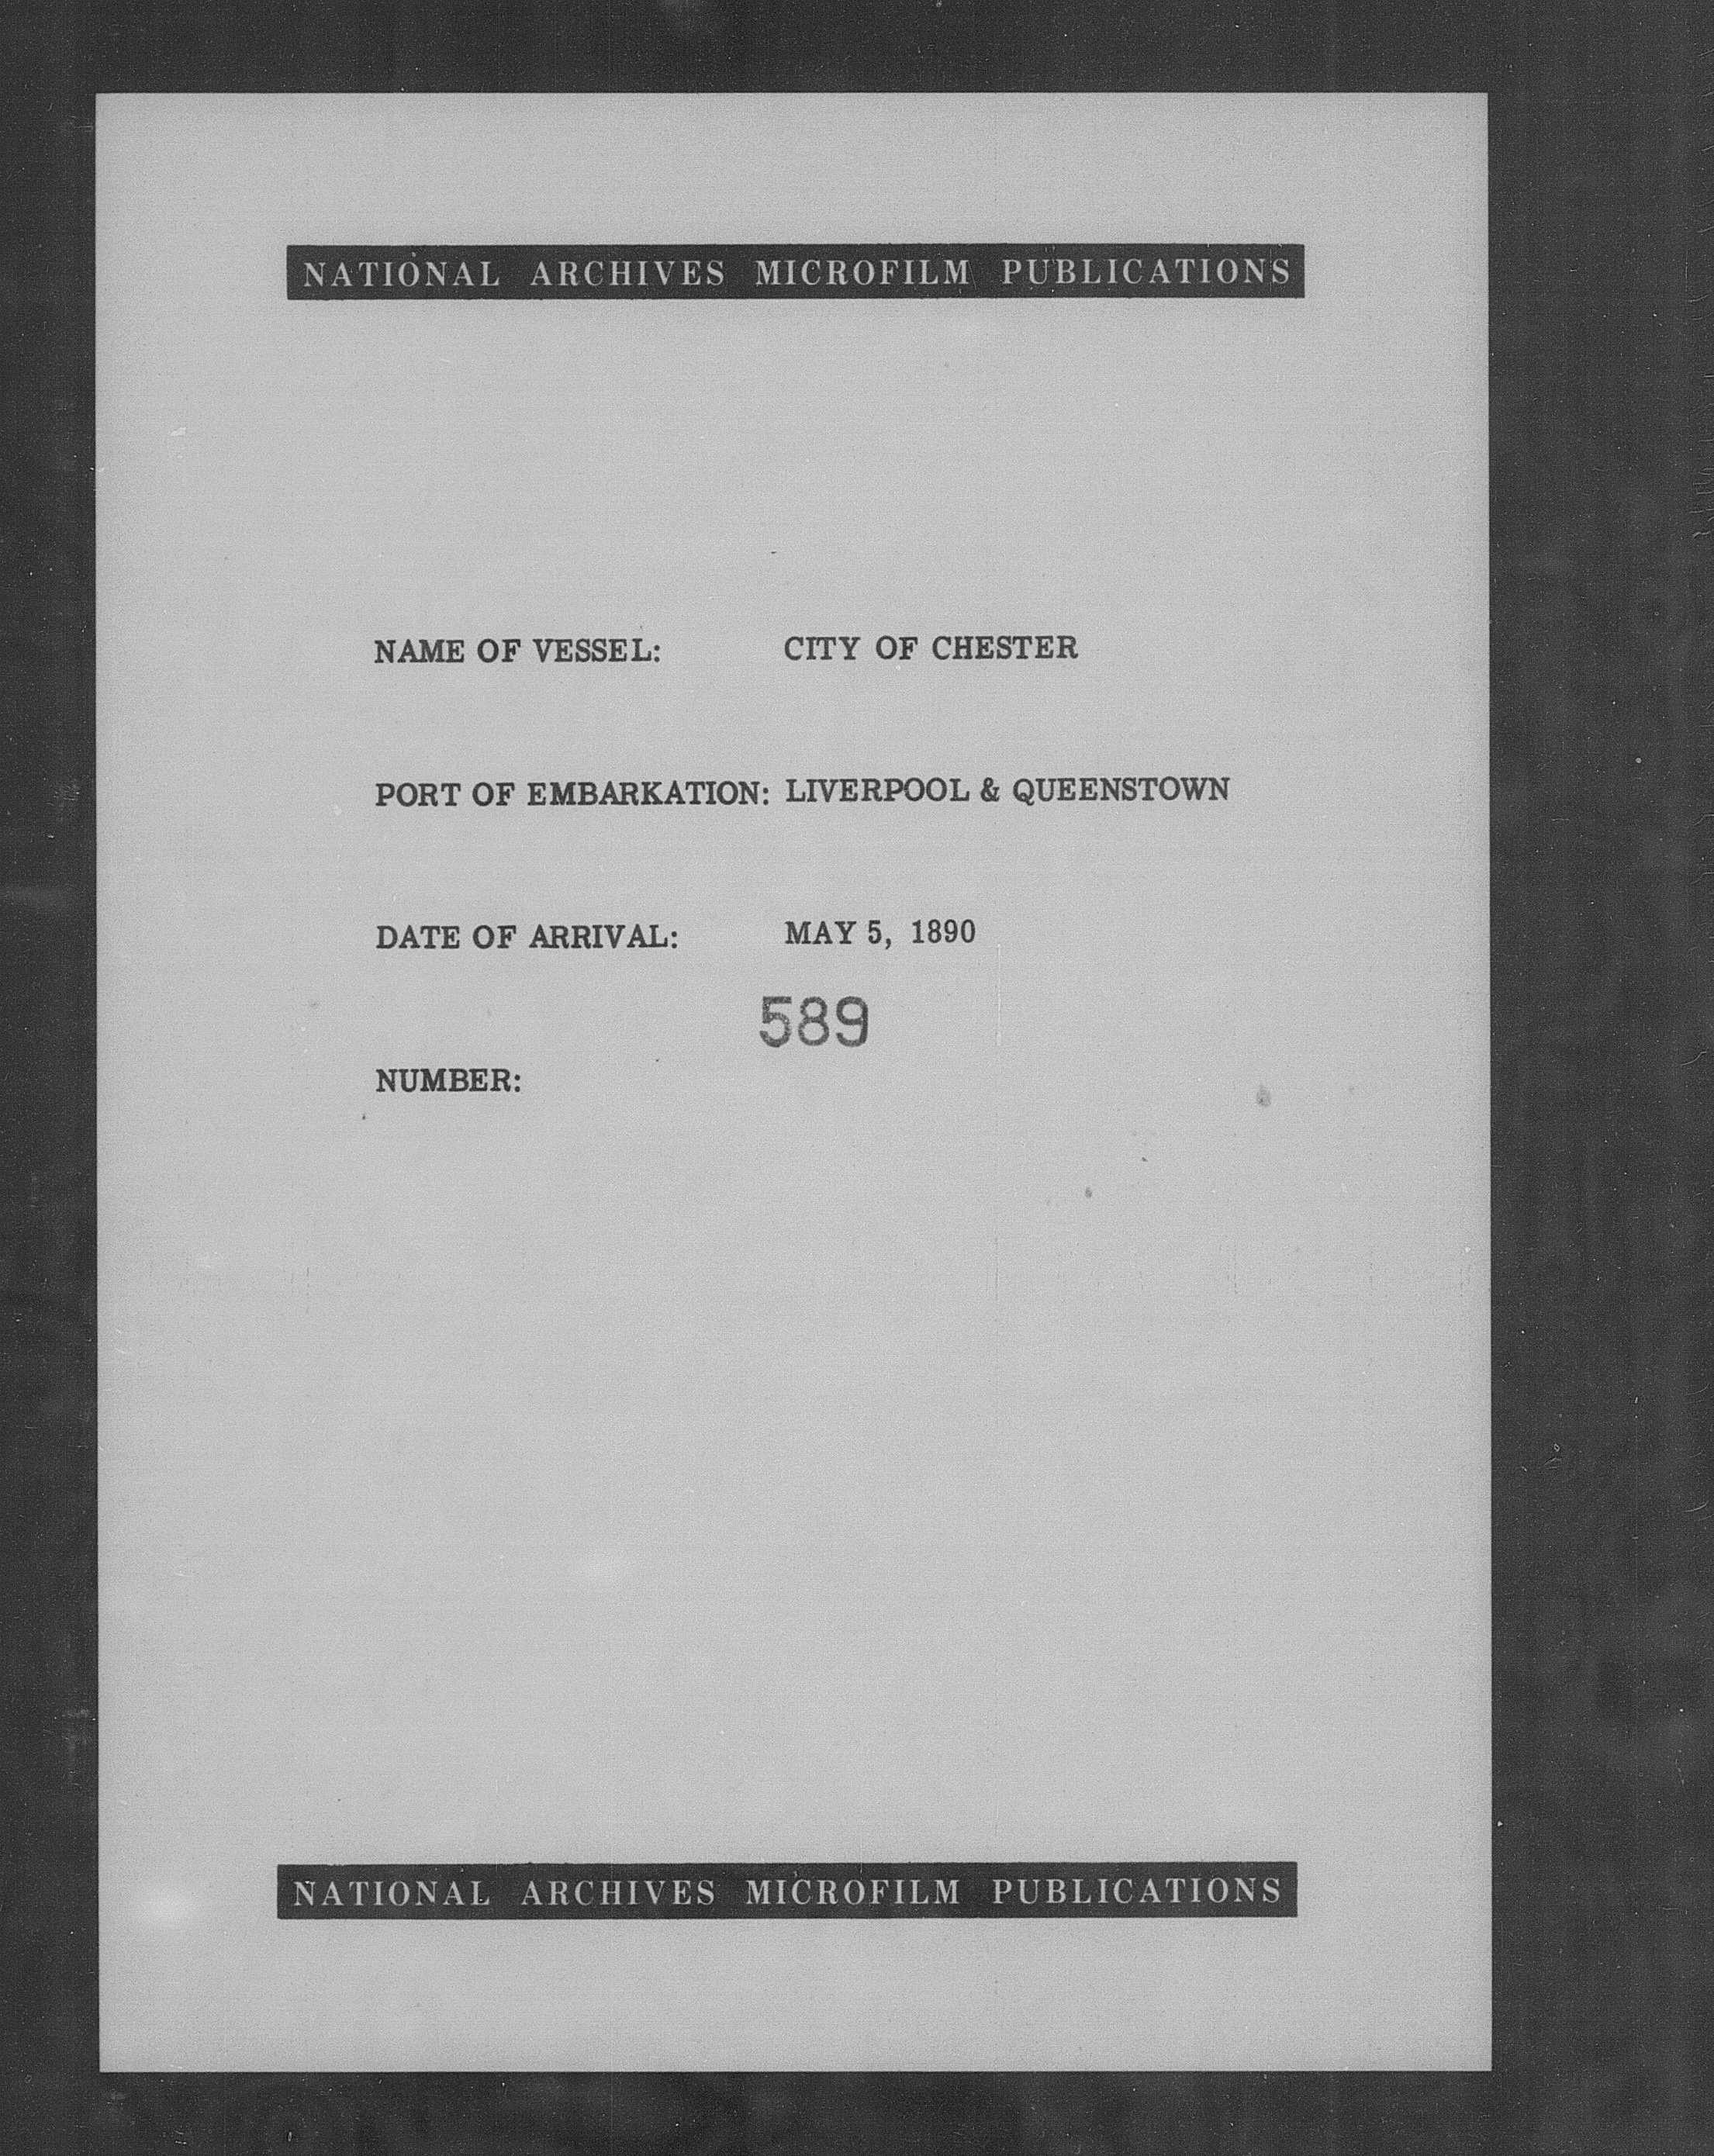 NATIONAL ARCHIVES MICROFILM PUBLICATIONS
NAME OF VESSEL: CITY OF CHESTER
PORT OF EMBARKATION: LIVERPOOL & QUEENSTOWN
DATE OF ARRIVAL: MAY 5, 1890
589
NUMBER:
NATIONAL ARCHIVES MICROFILM PUBLICATIONS